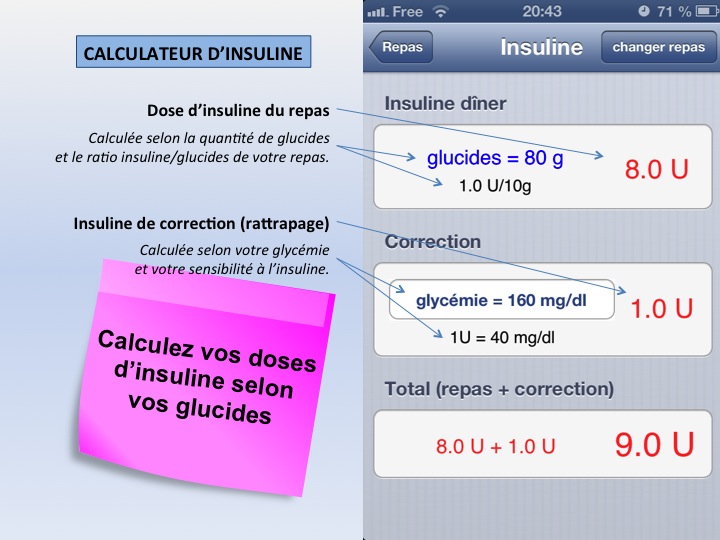 CALCULATEUR D'INSULINE
Dose d'insuline du repas
Calculée selon la quantité de glucides
et le ratio insuline/glucides de votre repas.
Insuline de correction (rattrapage)
Calculée selon votre glycémie
et votre sensibilité à l'insuline.
Calculez vos doses
d'insuline selon
vos glucides
Free 20:43 71 %
Repas Insuline changer repas
Insuline dîner
glucides = 80 g
8.0 U
1.0 U/10g
Correction
glycémie = 160 mg/dl
1.0 U
1U = 40 mg/dl
Total (repas + correction)
8.0 U + 1.0 U 9.0 U